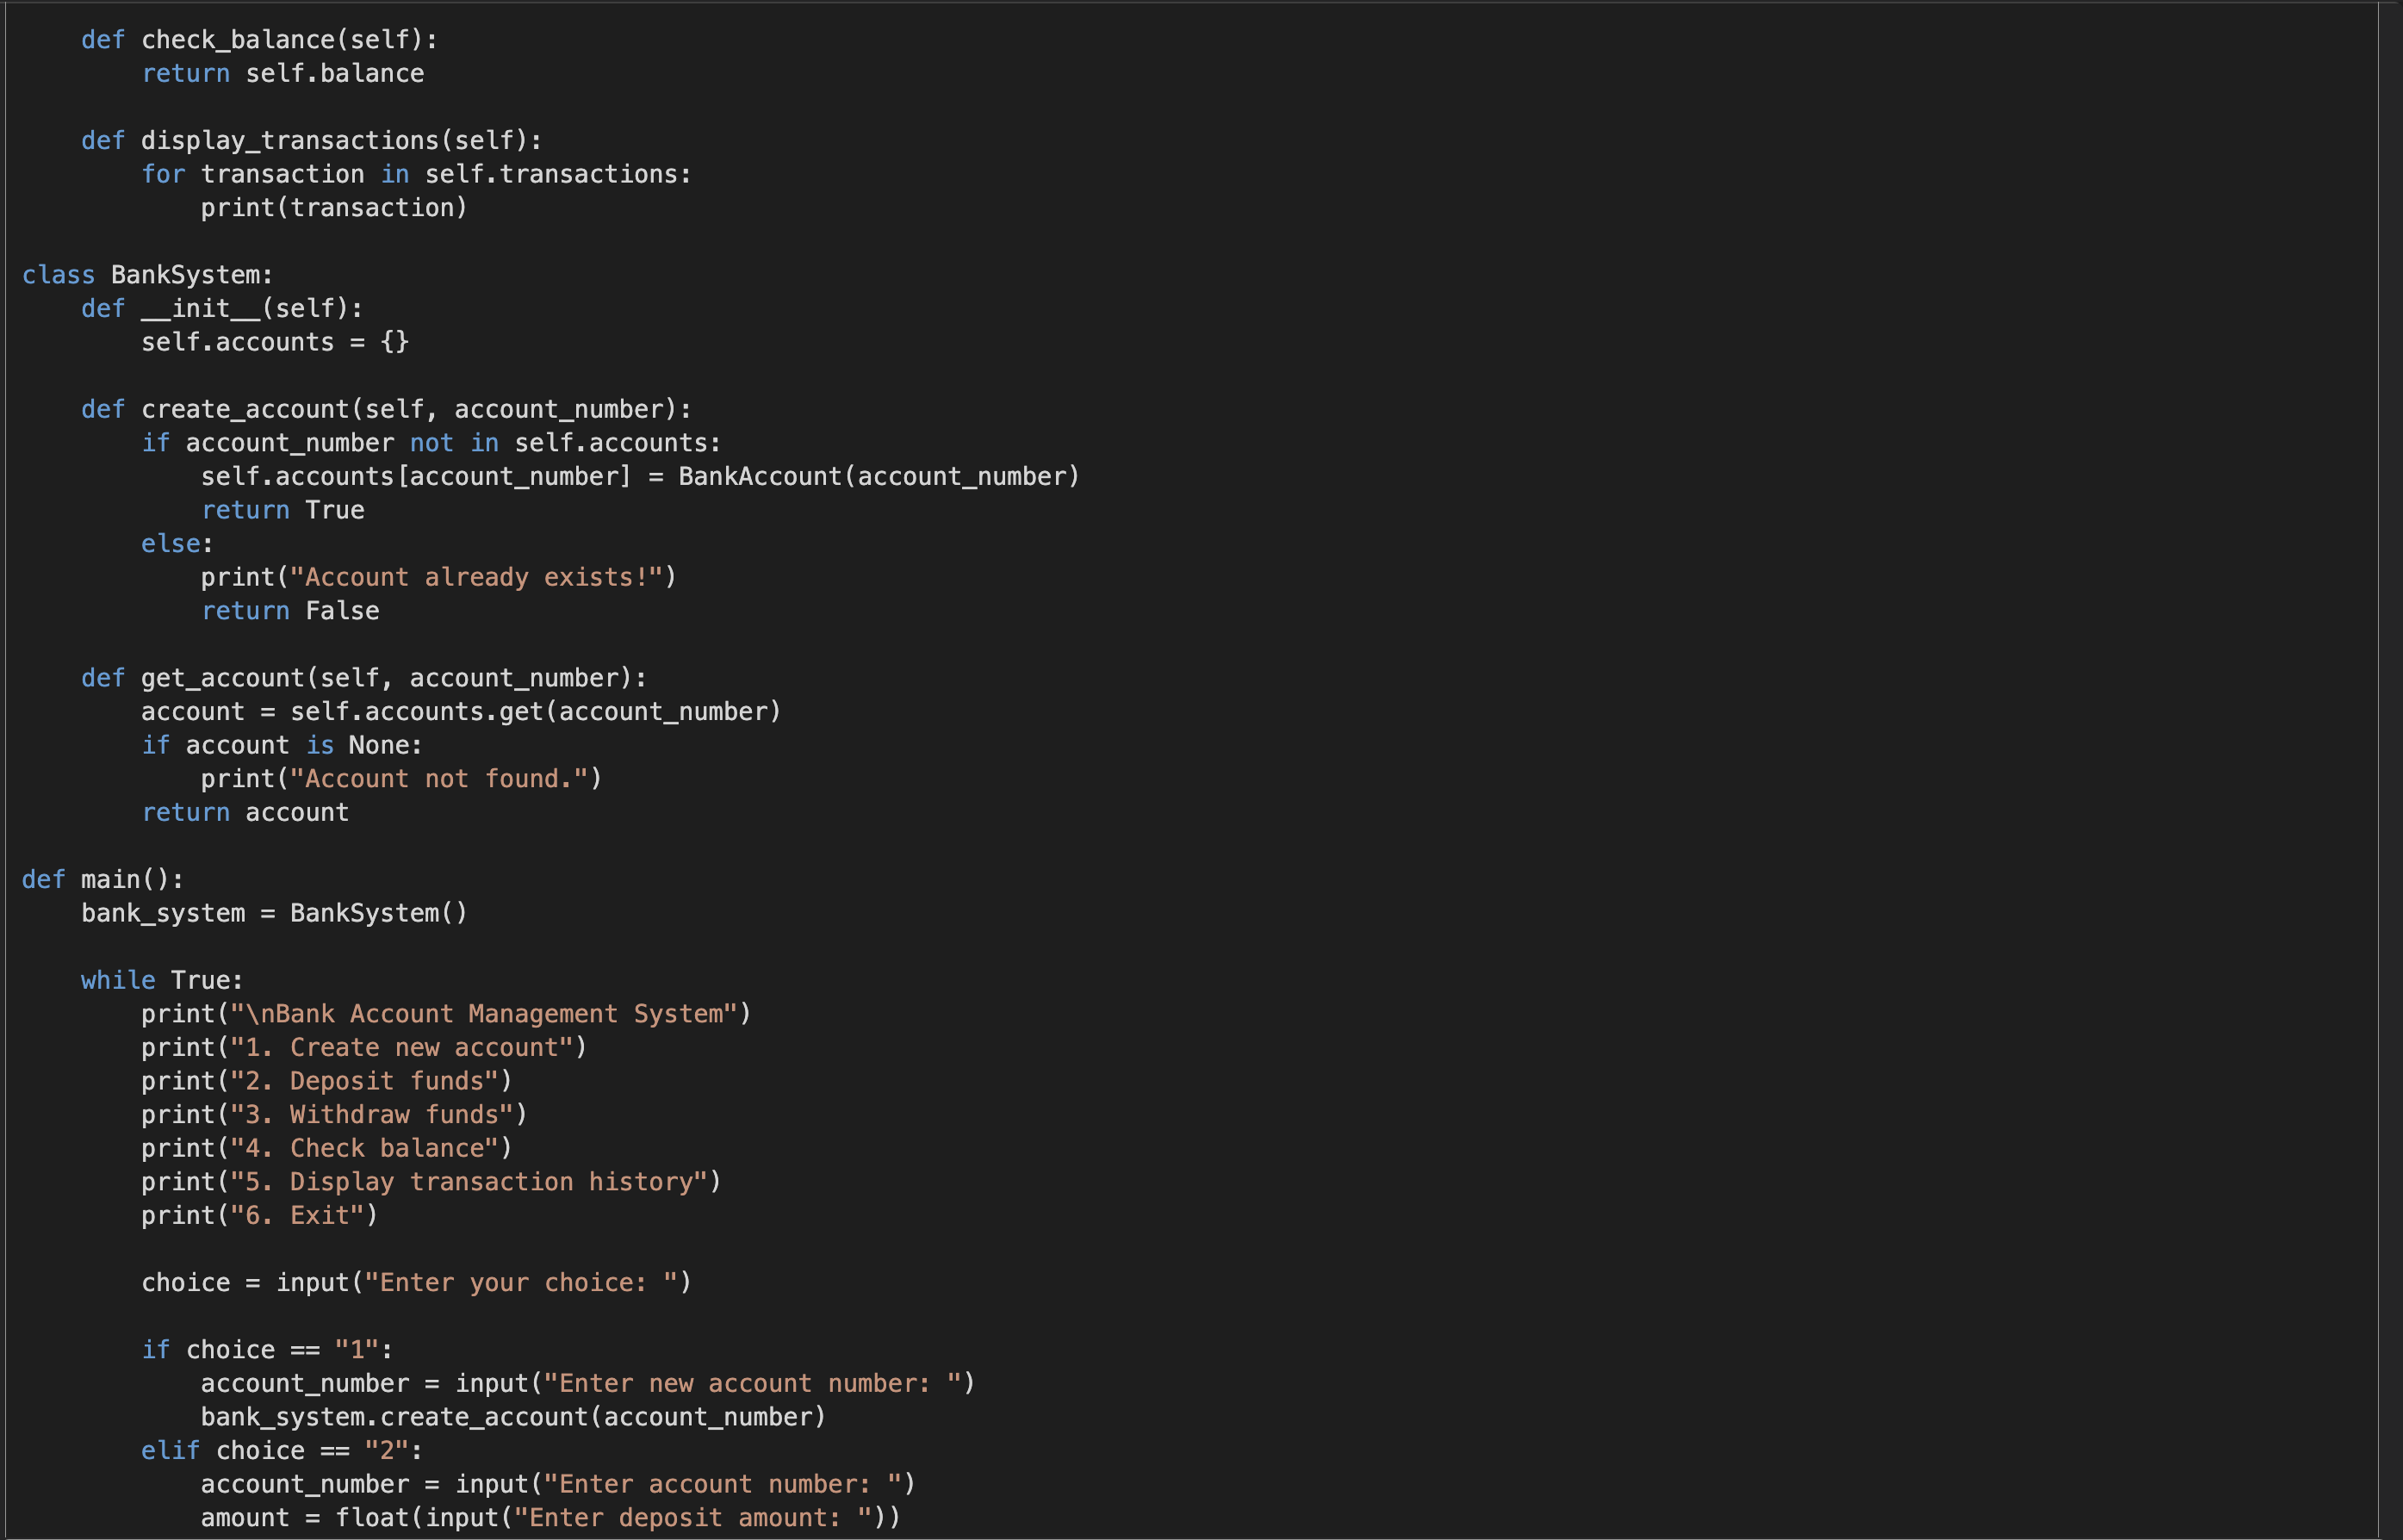 def check_balance(self):
        return self.balance

    def display_transactions(self):
        for transaction in self.transactions:
            print(transaction)

class BankSystem:
    def __init__(self):
        self.accounts = {}

    def create_account(self, account_number):
        if account_number not in self.accounts:
            self.accounts[account_number] = BankAccount(account_number)
            return True
        else:
            print("Account already exists!")
            return False

    def get_account(self, account_number):
        account = self.accounts.get(account_number)
        if account is None:
            print("Account not found.")
        return account

def main():
    bank_system = BankSystem()

    while True:
        print("\nBank Account Management System")
        print("1. Create new account")
        print("2. Deposit funds")
        print("3. Withdraw funds")
        print("4. Check balance")
        print("5. Display transaction history")
        print("6. Exit")

        choice = input("Enter your choice: ")

        if choice == "1":
            account_number = input("Enter new account number: ")
            bank_system.create_account(account_number)
        elif choice == "2":
            account_number = input("Enter account number: ")
            amount = float(input("Enter deposit amount: "))